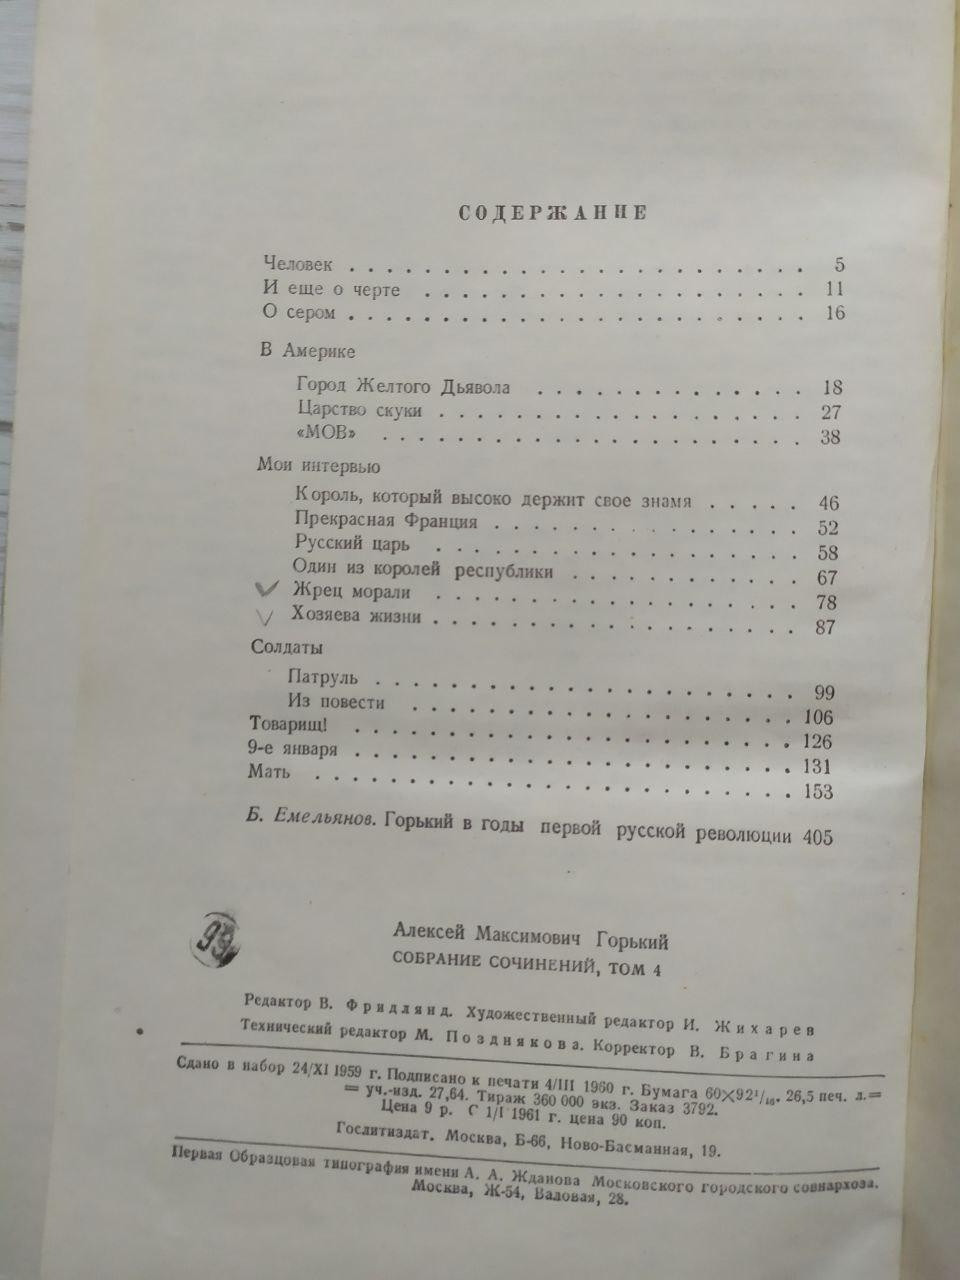 СОДЕРЖАНИЕ
Человек . . . . . . . . . . . . . . . . . . . . . . . . 5
И еще о черте . . . . . . . . . . . . . . . . . . . . 11
О сером . . . . . . . . . . . . . . . . . . . . . . . . 16
В Америке
Город Желтого Дьявола . . . . . . . . . . . . . . 18
Царство скуки . . . . . . . . . . . . . . . . . . . 27
«МОВ» . . . . . . . . . . . . . . . . . . . . . . 38
Мои интервью
Король, который высоко держит свое знамя . . . . . 46
Прекрасная Франция . . . . . . . . . . . . . . . . 52
Русский царь . . . . . . . . . . . . . . . . . . . 58
Один из королей республики . . . . . . . . . . . . 67
Жрец морали . . . . . . . . . . . . . . . . . . . 78
Хозяева жизни . . . . . . . . . . . . . . . . . . . 87
Солдаты
Патруль . . . . . . . . . . . . . . . . . . . . . . 99
Из повести . . . . . . . . . . . . . . . . . . . . 106
Товарищ! . . . . . . . . . . . . . . . . . . . . . . . 126
9-е января . . . . . . . . . . . . . . . . . . . . . . . 131
Мать . . . . . . . . . . . . . . . . . . . . . . . . . 153
Б. Емельянов. Горький в годы первой русской революции 405
93
Алексей Максимович Горький
СОБРАНИЕ СОЧИНЕНИЙ, ТОМ 4
Редактор В. Фридлянд. Художественный редактор И. Жихарев
Технический редактор М. Позднякова. Корректор В. Брагина
Сдано в набор 24/XI 1959 г. Подписано к печати 4/III 1960 г. Бумага 60×92¹/₁₆. 26,5 печ. л.=
= уч.-изд. 27,64. Тираж 360 000 экз. Заказ 3792.
Цена 9 р. С 1/I 1961 г. цена 90 коп.
Гослитиздат. Москва, Б-66, Ново-Басманная, 19.
Первая Образцовая типография имени А. А. Жданова Московского городского совнархоза.
Москва, Ж-54, Валовая, 28.